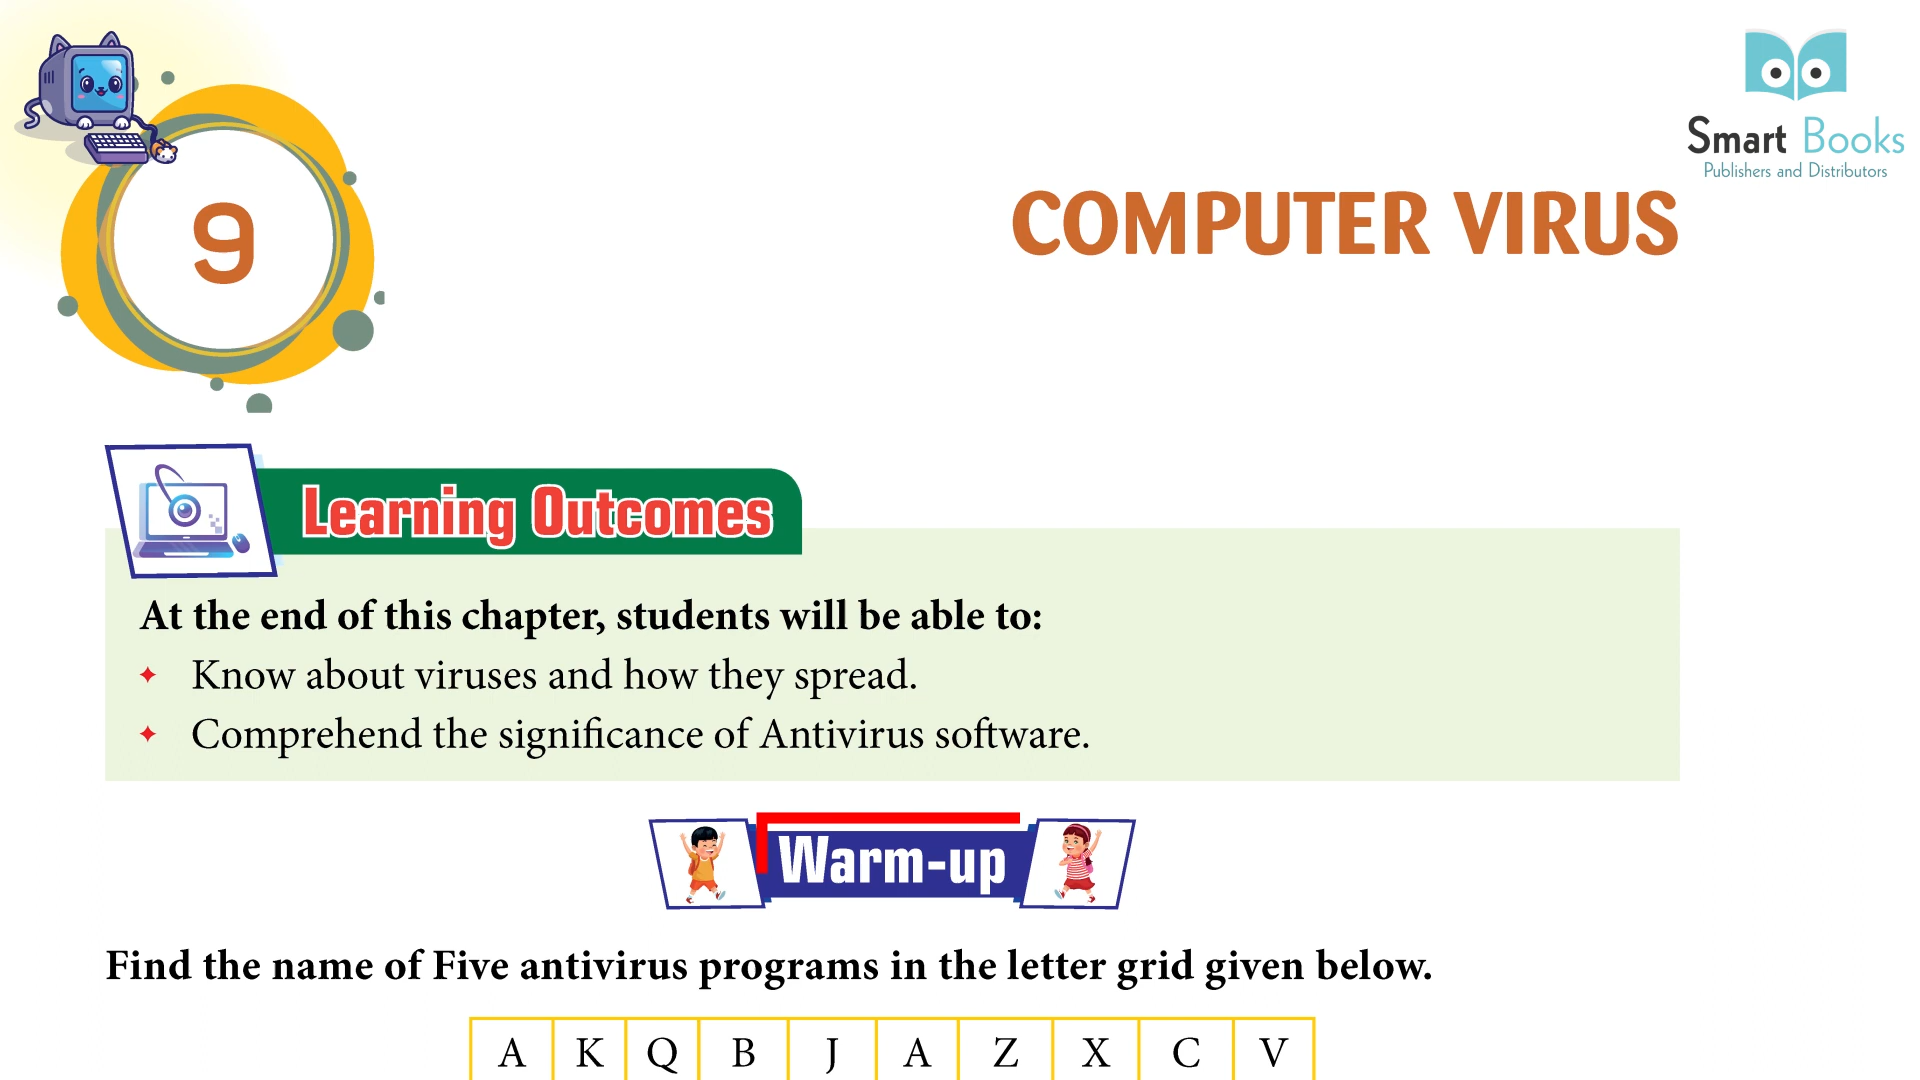 9
Smart Books
Publishers and Distributors
COMPUTER VIRUS
Learning Outcomes
At the end of this chapter, students will be able to:
Know about viruses and how they spread.
Comprehend the significance of Antivirus software.
Warm-up
Find the name of Five antivirus programs in the letter grid given below.
A K Q B J A Z X C V